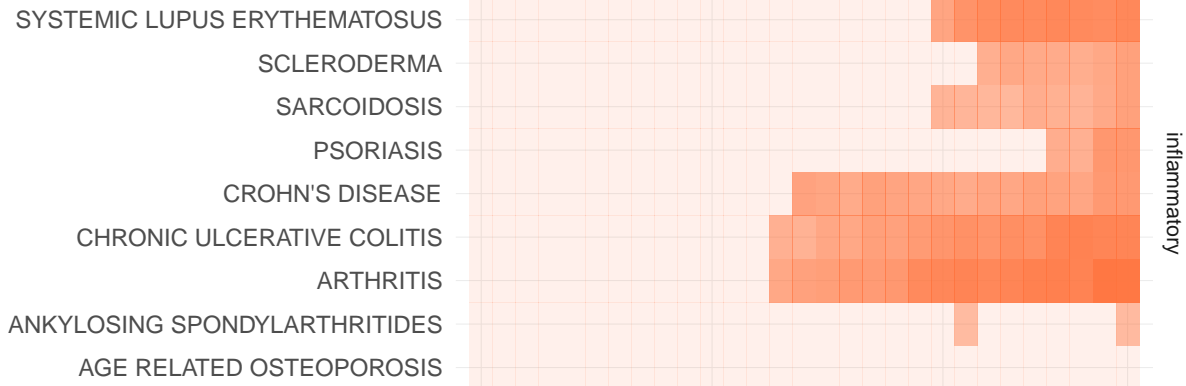 SYSTEMIC LUPUS ERYTHEMATOSUS
SCLERODERMA
SARCOIDOSIS
PSORIASIS
CROHN'S DISEASE
CHRONIC ULCERATIVE COLITIS
ARTHRITIS
ANKYLOSING SPONDYLARTHRITIDES
AGE RELATED OSTEOPOROSIS
inflammatory